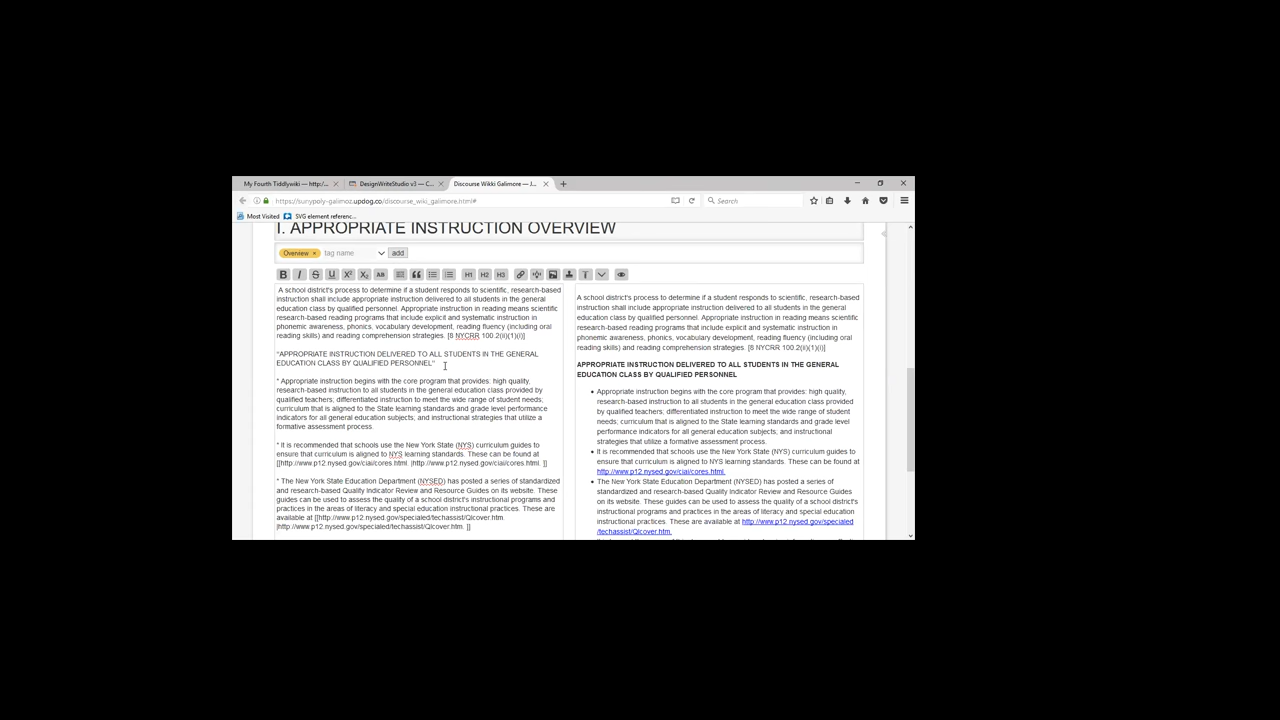 My Fourth Tiddlywiki — http:/...
DesignWriteStudio v3 — C...
Discourse Wikki Galimore — J...
https://sunypoly-galimoz.updog.co/discourse_wiki_galimore.html#
Search
Most Visited
SVG element referenc...
I. APPROPRIATE INSTRUCTION OVERVIEW
Overview ×
tag name
add
B I S U X² X₂ AB H1 H2 H3
A school district's process to determine if a student responds to scientific, research-based
instruction shall include appropriate instruction delivered to all students in the general
education class by qualified personnel. Appropriate instruction in reading means scientific
research-based reading programs that include explicit and systematic instruction in
phonemic awareness, phonics, vocabulary development, reading fluency (including oral
reading skills) and reading comprehension strategies. [8 NYCRR 100.2(ii)(1)(i)]
''APPROPRIATE INSTRUCTION DELIVERED TO ALL STUDENTS IN THE GENERAL
EDUCATION CLASS BY QUALIFIED PERSONNEL''
* Appropriate instruction begins with the core program that provides: high quality,
research-based instruction to all students in the general education class provided by
qualified teachers; differentiated instruction to meet the wide range of student needs;
curriculum that is aligned to the State learning standards and grade level performance
indicators for all general education subjects; and instructional strategies that utilize a
formative assessment process.
* It is recommended that schools use the New York State (NYS) curriculum guides to
ensure that curriculum is aligned to NYS learning standards. These can be found at
[[http://www.p12.nysed.gov/ciai/cores.html. |http://www.p12.nysed.gov/ciai/cores.html. ]]
* The New York State Education Department (NYSED) has posted a series of standardized
and research-based Quality Indicator Review and Resource Guides on its website. These
guides can be used to assess the quality of a school district's instructional programs and
practices in the areas of literacy and special education instructional practices. These are
available at [[http://www.p12.nysed.gov/specialed/techassist/QIcover.htm.
|http://www.p12.nysed.gov/specialed/techassist/QIcover.htm. ]]
A school district's process to determine if a student responds to scientific, research-based
instruction shall include appropriate instruction delivered to all students in the general
education class by qualified personnel. Appropriate instruction in reading means scientific
research-based reading programs that include explicit and systematic instruction in
phonemic awareness, phonics, vocabulary development, reading fluency (including oral
reading skills) and reading comprehension strategies. [8 NYCRR 100.2(ii)(1)(i)]
APPROPRIATE INSTRUCTION DELIVERED TO ALL STUDENTS IN THE GENERAL
EDUCATION CLASS BY QUALIFIED PERSONNEL
• Appropriate instruction begins with the core program that provides: high quality,
research-based instruction to all students in the general education class provided
by qualified teachers; differentiated instruction to meet the wide range of student
needs; curriculum that is aligned to the State learning standards and grade level
performance indicators for all general education subjects; and instructional
strategies that utilize a formative assessment process.
• It is recommended that schools use the New York State (NYS) curriculum guides to
ensure that curriculum is aligned to NYS learning standards. These can be found at
http://www.p12.nysed.gov/ciai/cores.html.
• The New York State Education Department (NYSED) has posted a series of
standardized and research-based Quality Indicator Review and Resource Guides
on its website. These guides can be used to assess the quality of a school district's
instructional programs and practices in the areas of literacy and special education
instructional practices. These are available at http://www.p12.nysed.gov/specialed
/techassist/QIcover.htm.